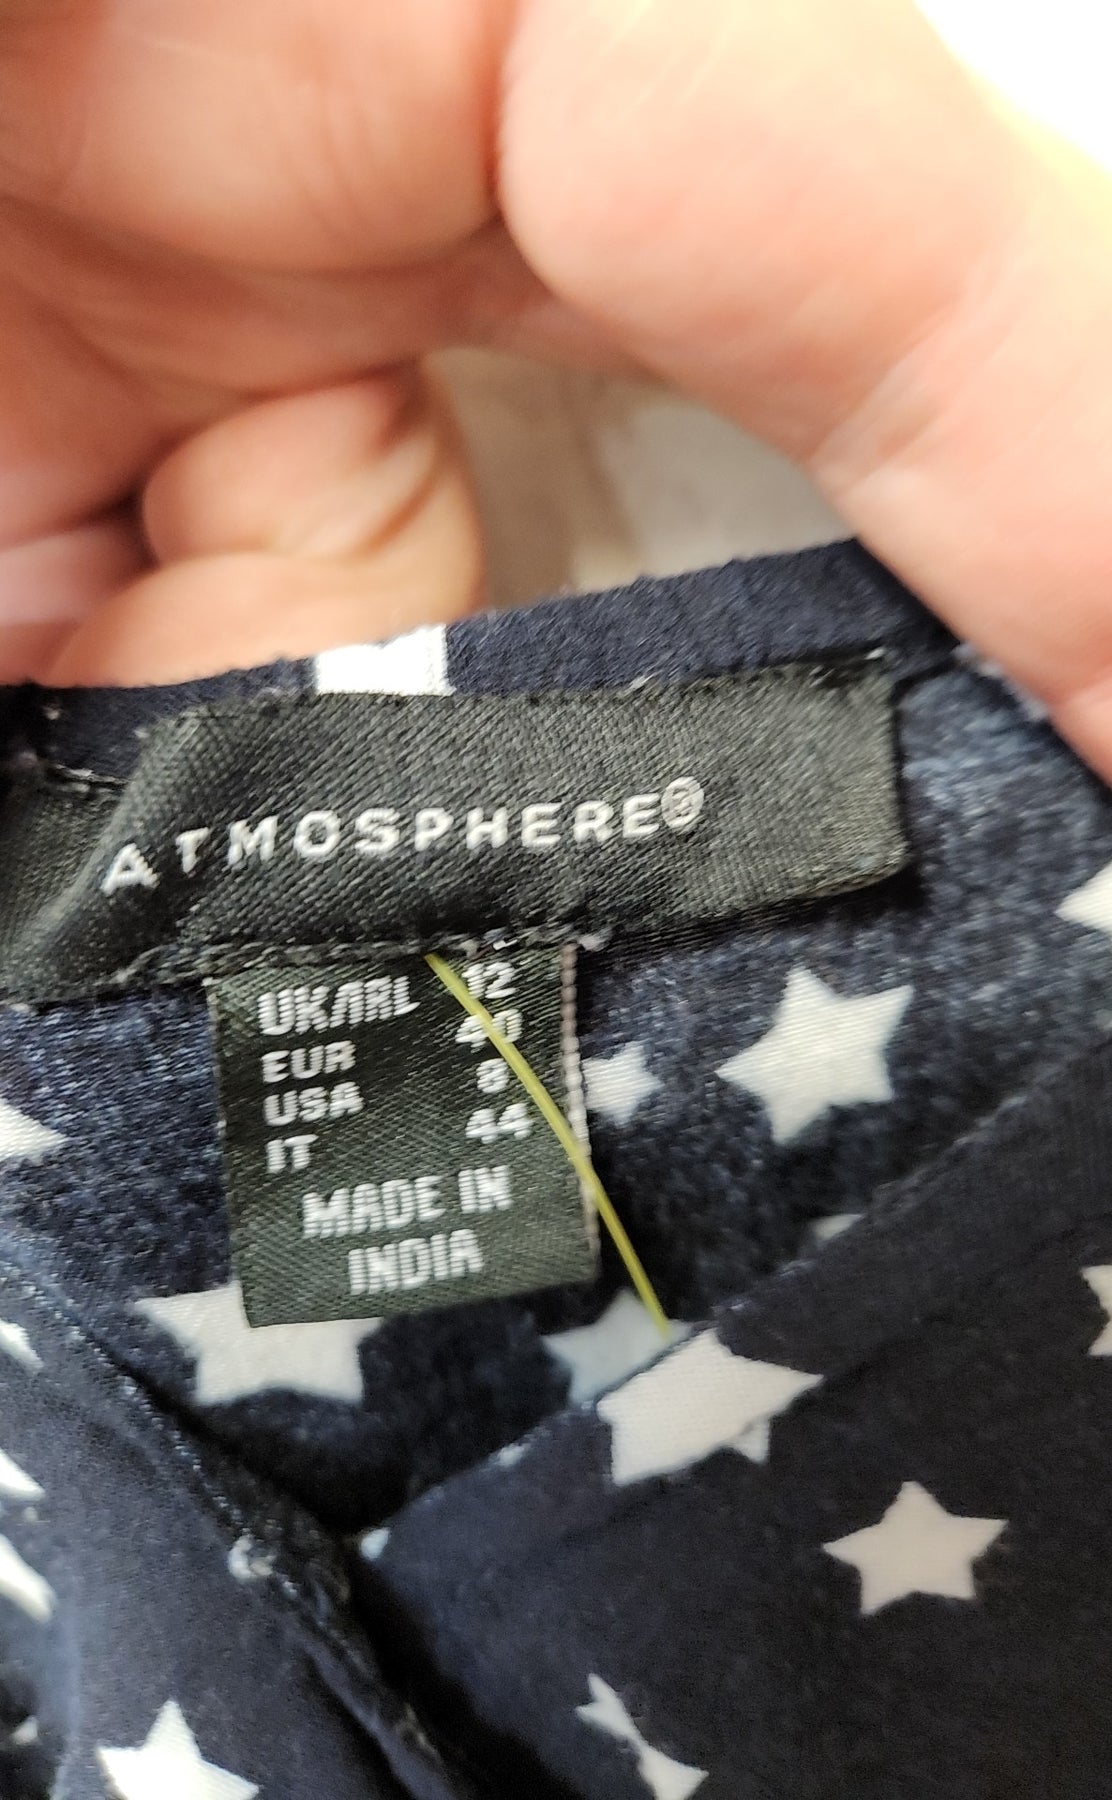 ATMOSPHERE®
UK/IRL 12
EUR 40
USA 8
IT 44
MADE IN
INDIA